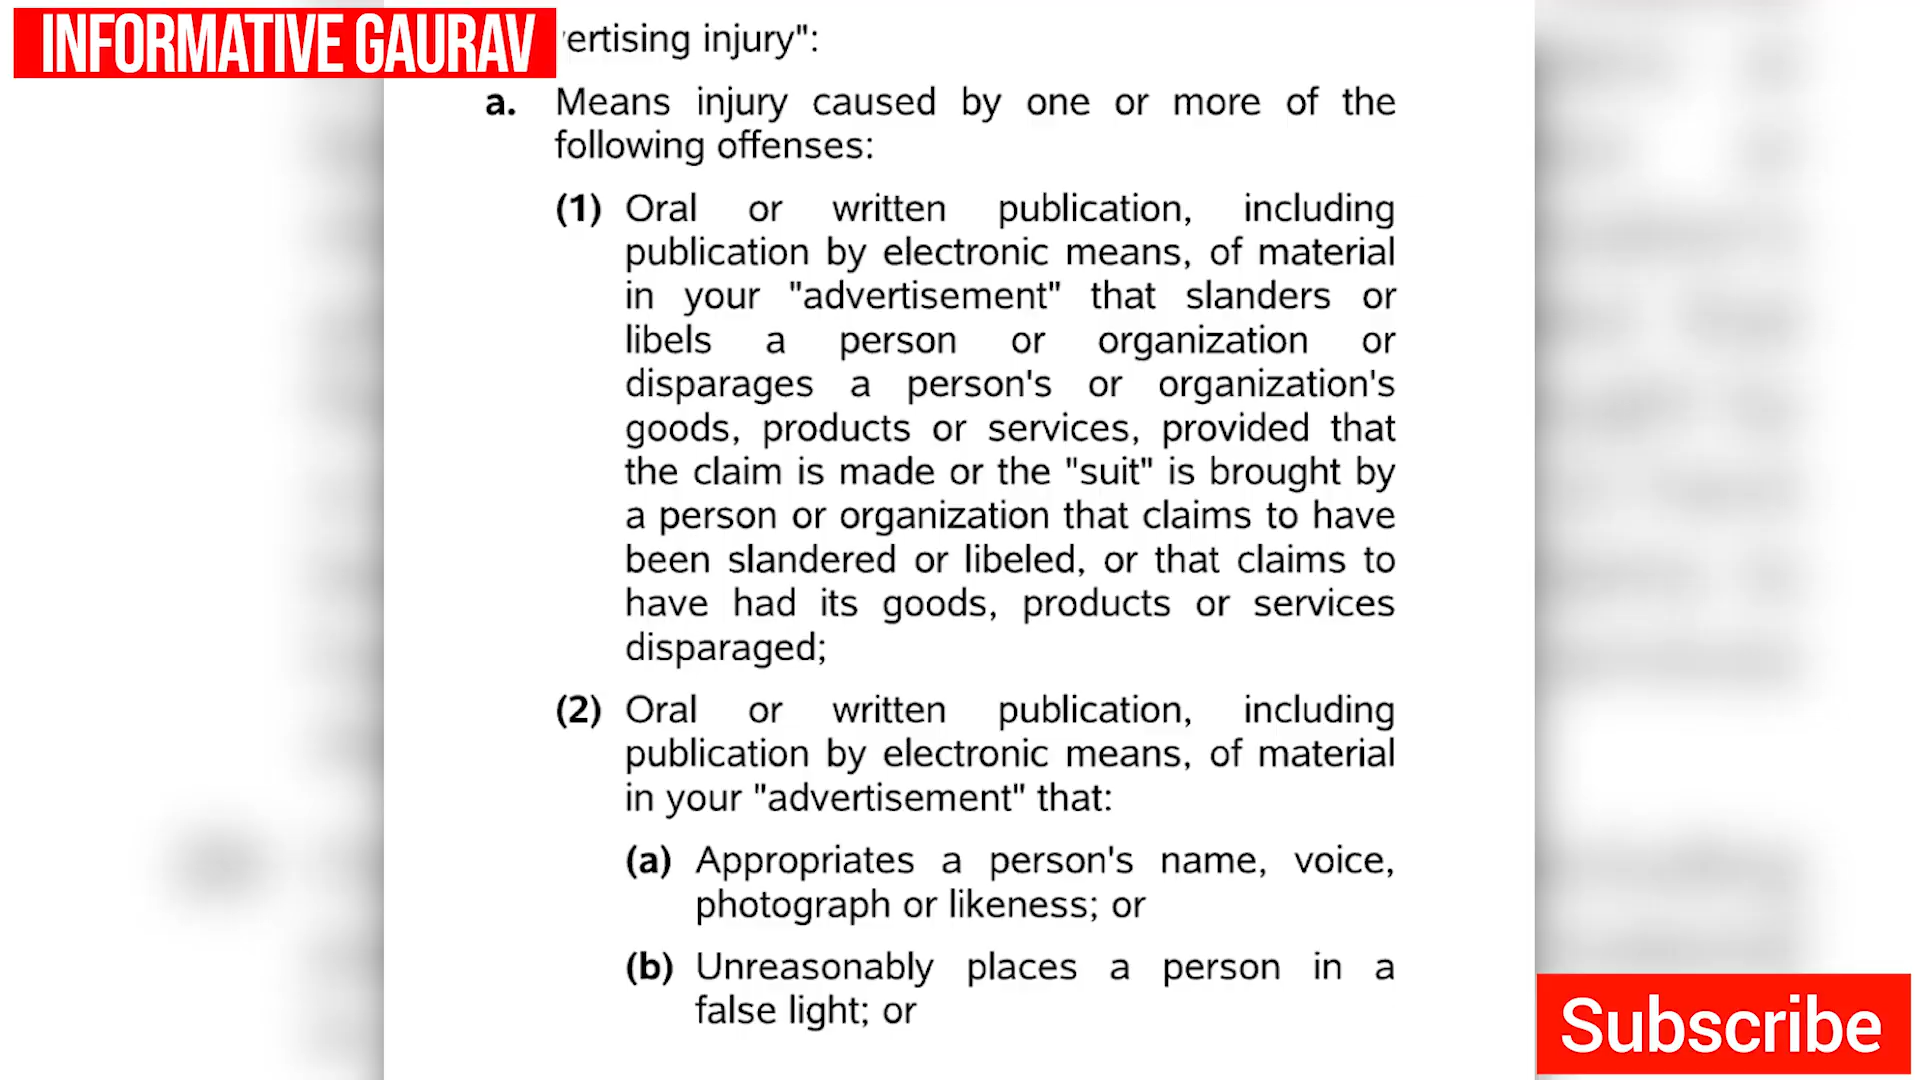 INFORMATIVE GAURAV
ertising injury":
a. Means injury caused by one or more of the
following offenses:
(1) Oral or written publication, including
publication by electronic means, of material
in your "advertisement" that slanders or
libels a person or organization or
disparages a person's or organization's
goods, products or services, provided that
the claim is made or the "suit" is brought by
a person or organization that claims to have
been slandered or libeled, or that claims to
have had its goods, products or services
disparaged;
(2) Oral or written publication, including
publication by electronic means, of material
in your "advertisement" that:
(a) Appropriates a person's name, voice,
photograph or likeness; or
(b) Unreasonably places a person in a
false light; or
Subscribe